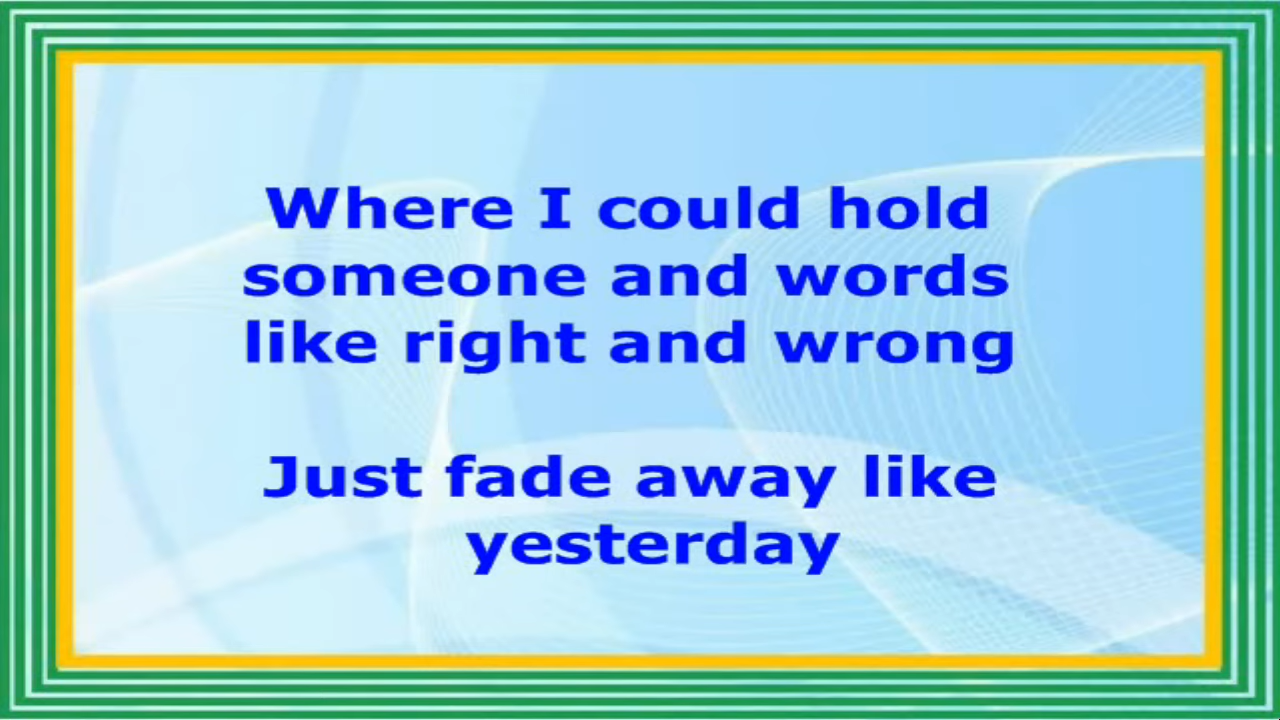 Where I could hold
someone and words
like right and wrong
Just fade away like
yesterday